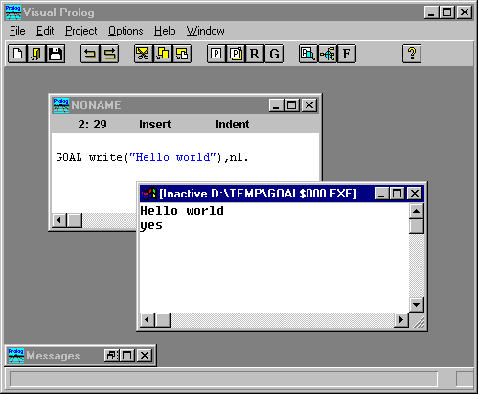 Visual Prolog
File Edit Project Options Help Window
P P R G F ?
Prolog NONAME
2: 29 Insert Indent
GOAL write("Hello world"),nl.
[Inactive D:\TEMP\GOAL$000.EXE]
Hello world
yes
Messages